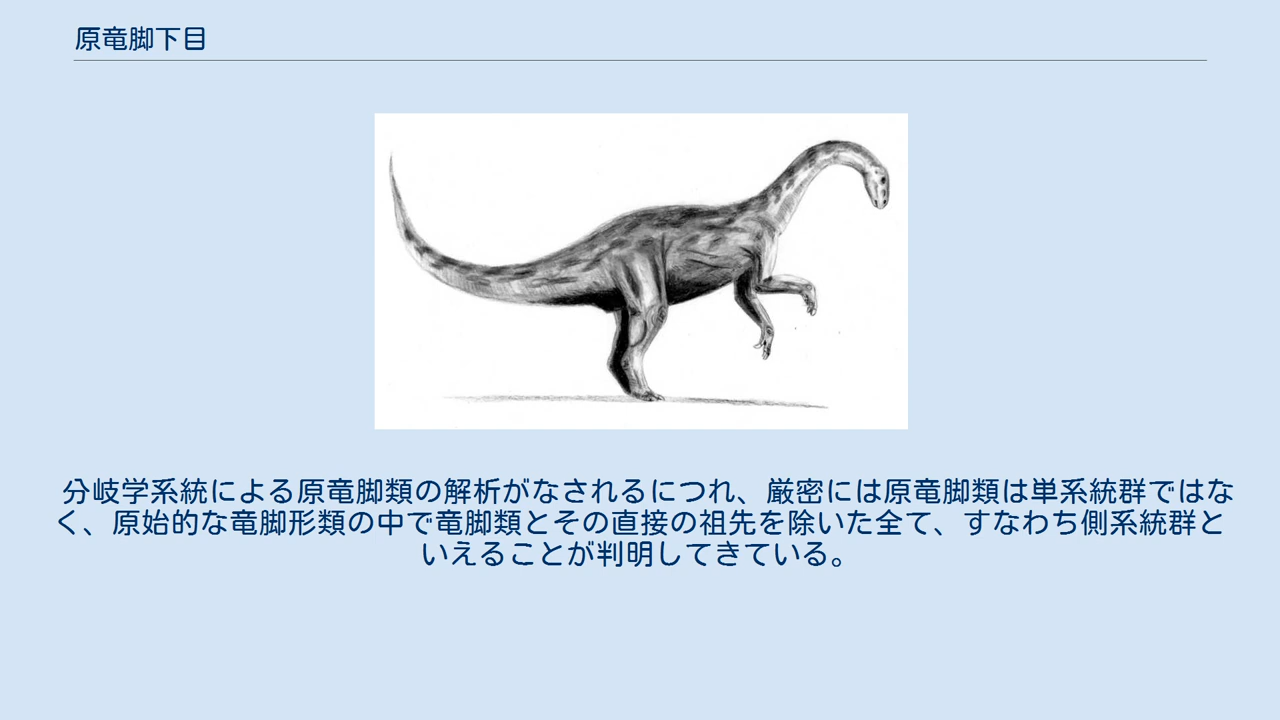 原竜脚下目
分岐学系統による原竜脚類の解析がなされるにつれ、厳密には原竜脚類は単系統群ではな
く、原始的な竜脚形類の中で竜脚類とその直接の祖先を除いた全て、すなわち側系統群と
いえることが判明してきている。